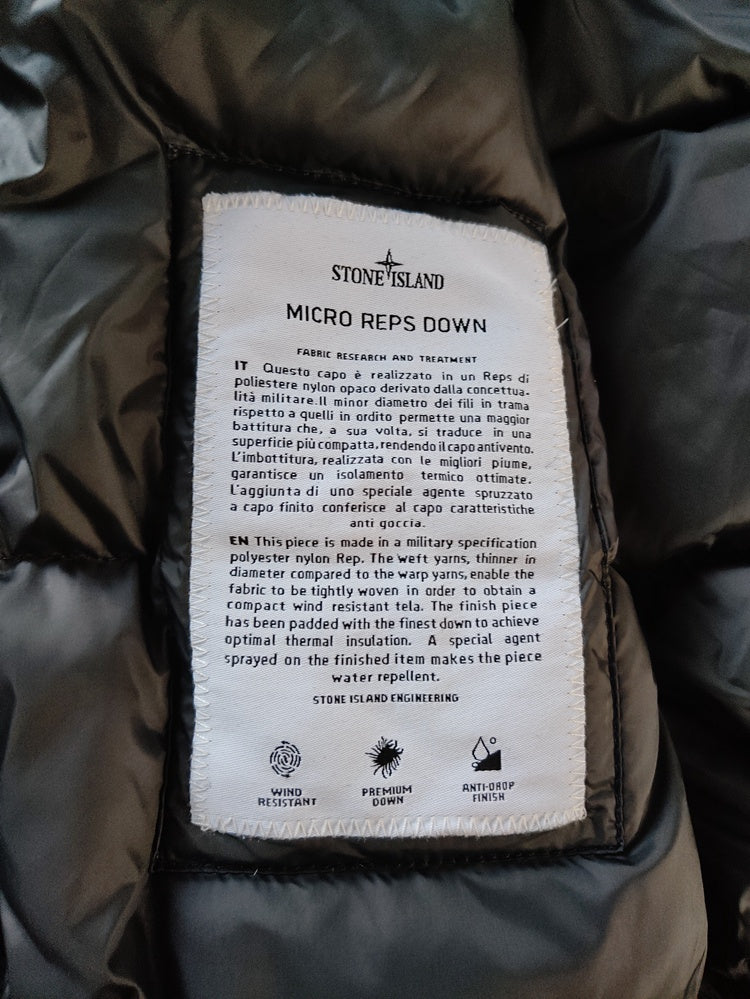 STONE ISLAND
MICRO REPS DOWN
FABRIC RESEARCH AND TREATMENT
IT Questo capo è realizzato in un Reps di
poliestere nylon opaco derivato dalla concettua-
lità militare.Il minor diametro dei fili in trama
rispetto a quelli in ordito permette una maggior
battitura che, a sua volta, si traduce in una
superficie più compatta, rendendo il capo antivento.
L'imbottitura, realizzata con le migliori piume,
garantisce un isolamento termico ottimate.
L'aggiunta di uno speciale agente spruzzato
a capo finito conferisce al capo caratteristiche
anti goccia.
EN This piece is made in a military specification
polyester nylon Rep. The weft yarns, thinner in
diameter compared to the warp yarns, enable the
fabric to be tightly woven in order to obtain a
compact wind resistant tela. The finish piece
has been padded with the finest down to achieve
optimal thermal insulation. A special agent
sprayed on the finished item makes the piece
water repellent.
STONE ISLAND ENGINEERING
WIND
RESISTANT
PREMIUM
DOWN
ANTI-DROP
FINISH